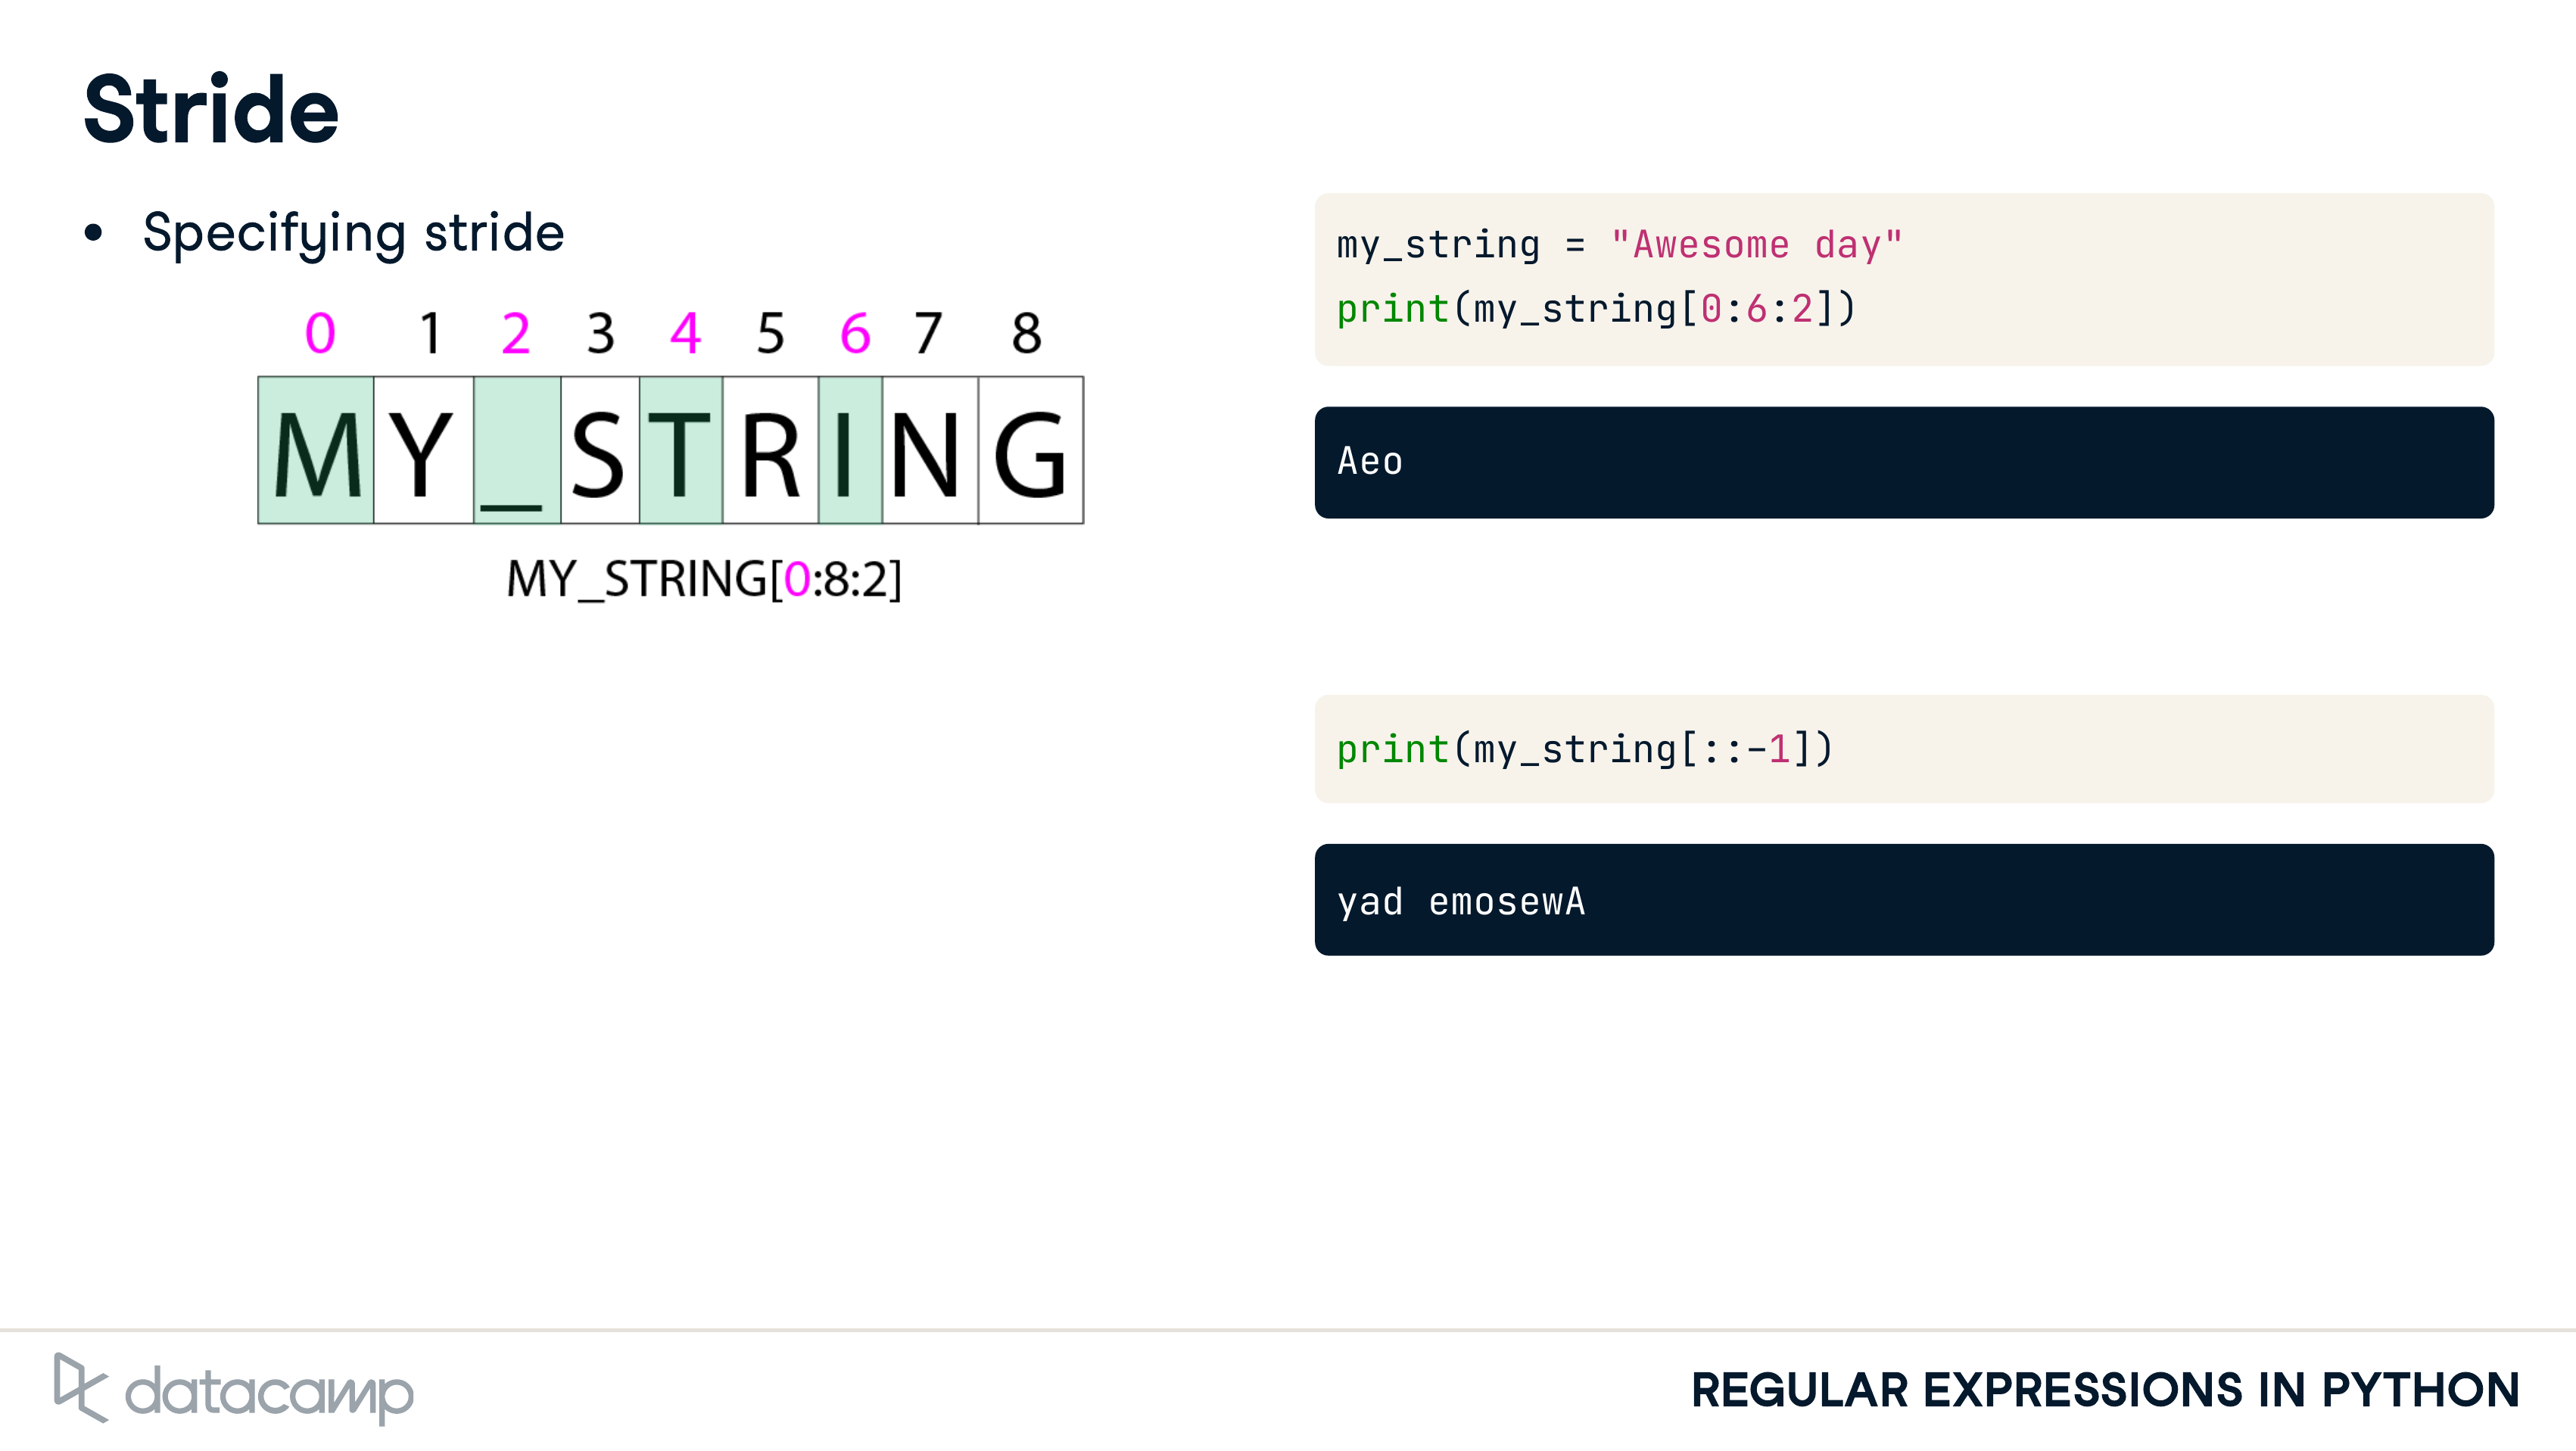 Stride
• Specifying stride
0 1 2 3 4 5 6 7 8
M Y _ S T R I N G
MY_STRING[0:8:2]
my_string = "Awesome day"
print(my_string[0:6:2])
Aeo
print(my_string[::-1])
yad emosewA
datacamp
REGULAR EXPRESSIONS IN PYTHON